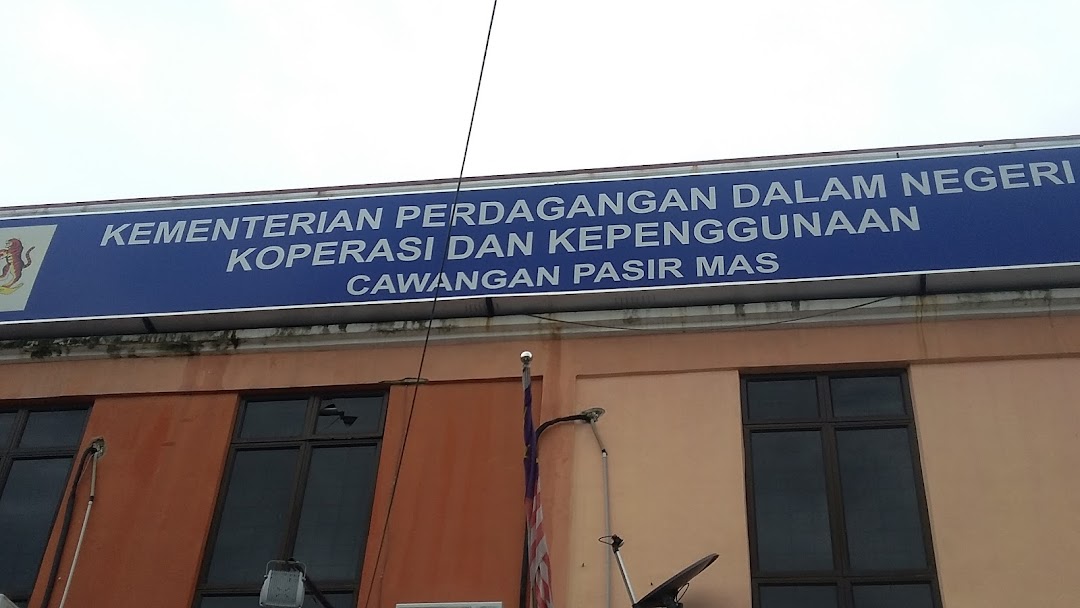 KEMENTERIAN PERDAGANGAN DALAM NEGERI
KOPERASI DAN KEPENGGUNAAN
CAWANGAN PASIR MAS